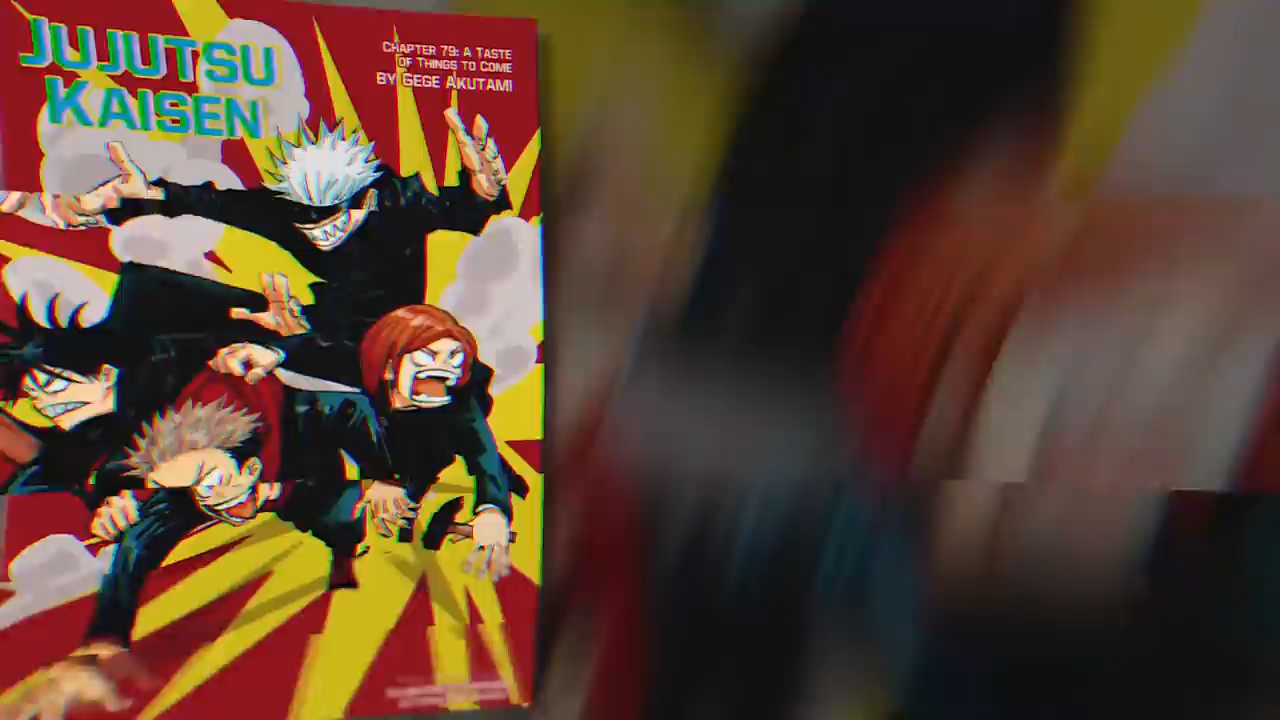 JUJUTSU
KAISEN
CHAPTER 79: A TASTE
OF THINGS TO COME
BY GEGE AKUTAMI